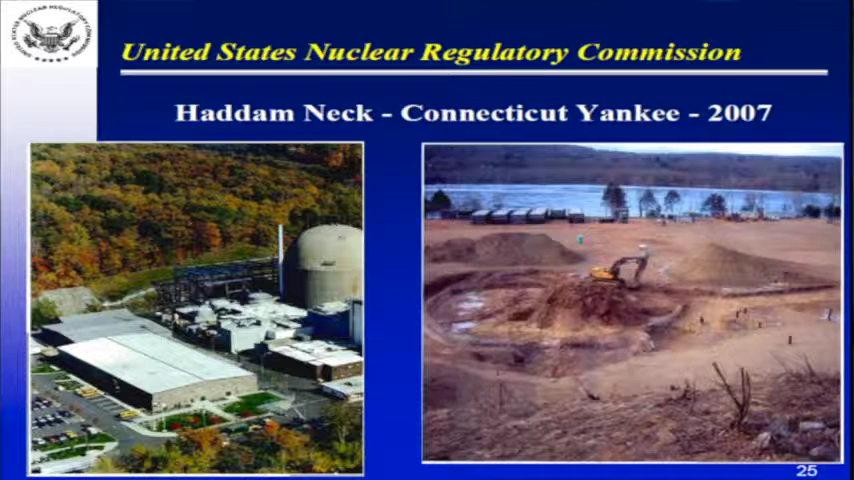 United States Nuclear Regulatory Commission
Haddam Neck - Connecticut Yankee - 2007
25